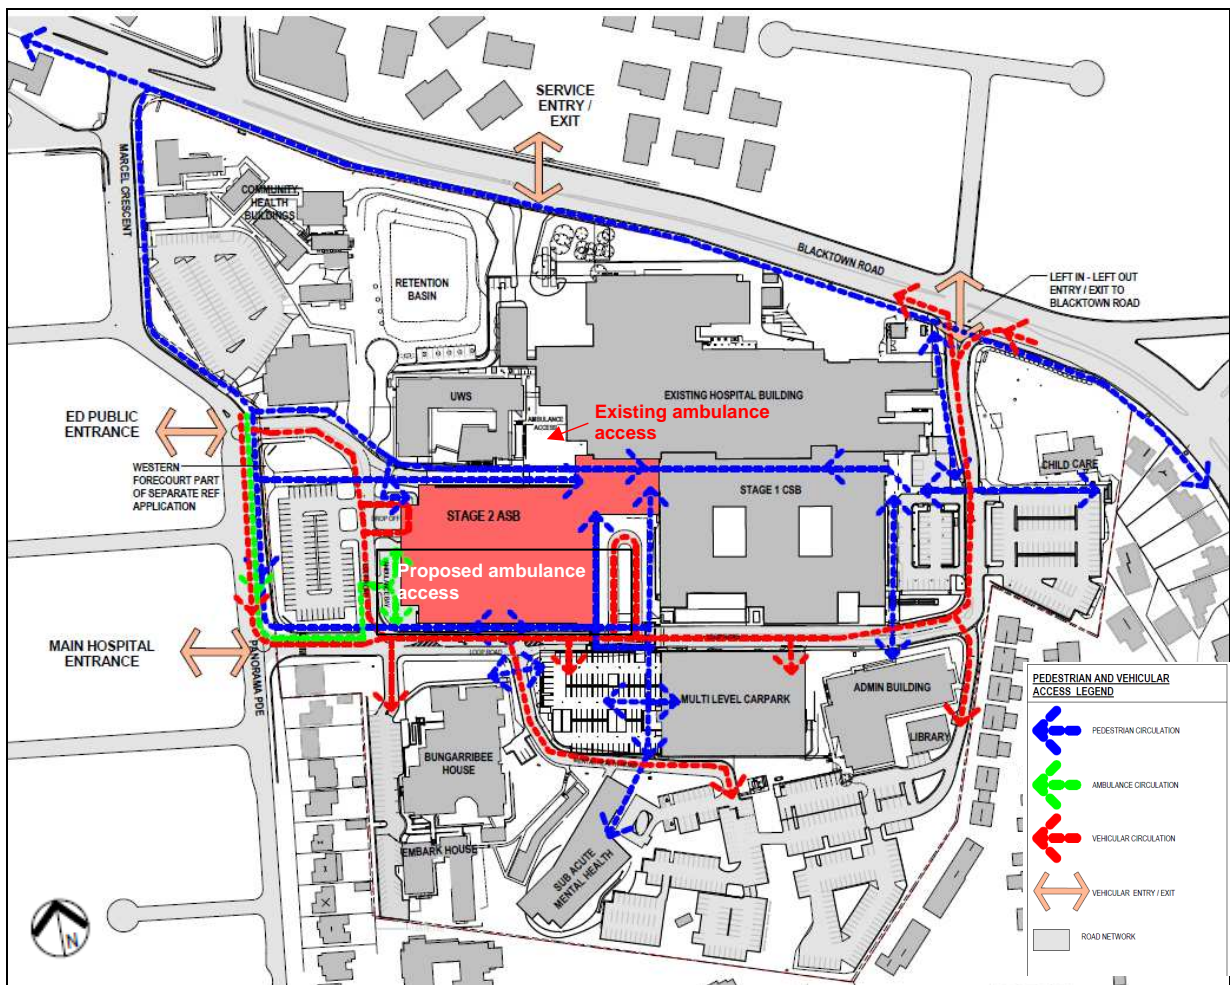 SERVICE
ENTRY /
EXIT
MARCEL CRESCENT
COMMUNITY
HEALTH
BUILDINGS
RETENTION
BASIN
BLACKTOWN ROAD
LEFT IN - LEFT OUT
ENTRY / EXIT TO
BLACKTOWN ROAD
UWS
EXISTING HOSPITAL BUILDING
AMBULANCE
ACCESS
Existing ambulance
access
ED PUBLIC
ENTRANCE
WESTERN
FORECOURT PART
OF SEPARATE REF
APPLICATION
CHILD CARE
STAGE 1 CSB
STAGE 2 ASB
DROP OFF
Proposed ambulance
access
MAIN HOSPITAL
ENTRANCE
PANORAMA PDE
LOOP ROAD
MULTI LEVEL CARPARK
ADMIN BUILDING
LIBRARY
BUNGARRIBEE
HOUSE
EMBARK HOUSE
SUB ACUTE
MENTAL HEALTH
N
PEDESTRIAN AND VEHICULAR
ACCESS LEGEND
PEDESTRIAN CIRCULATION
AMBULANCE CIRCULATION
VEHICULAR CIRCULATION
VEHICULAR ENTRY / EXIT
ROAD NETWORK